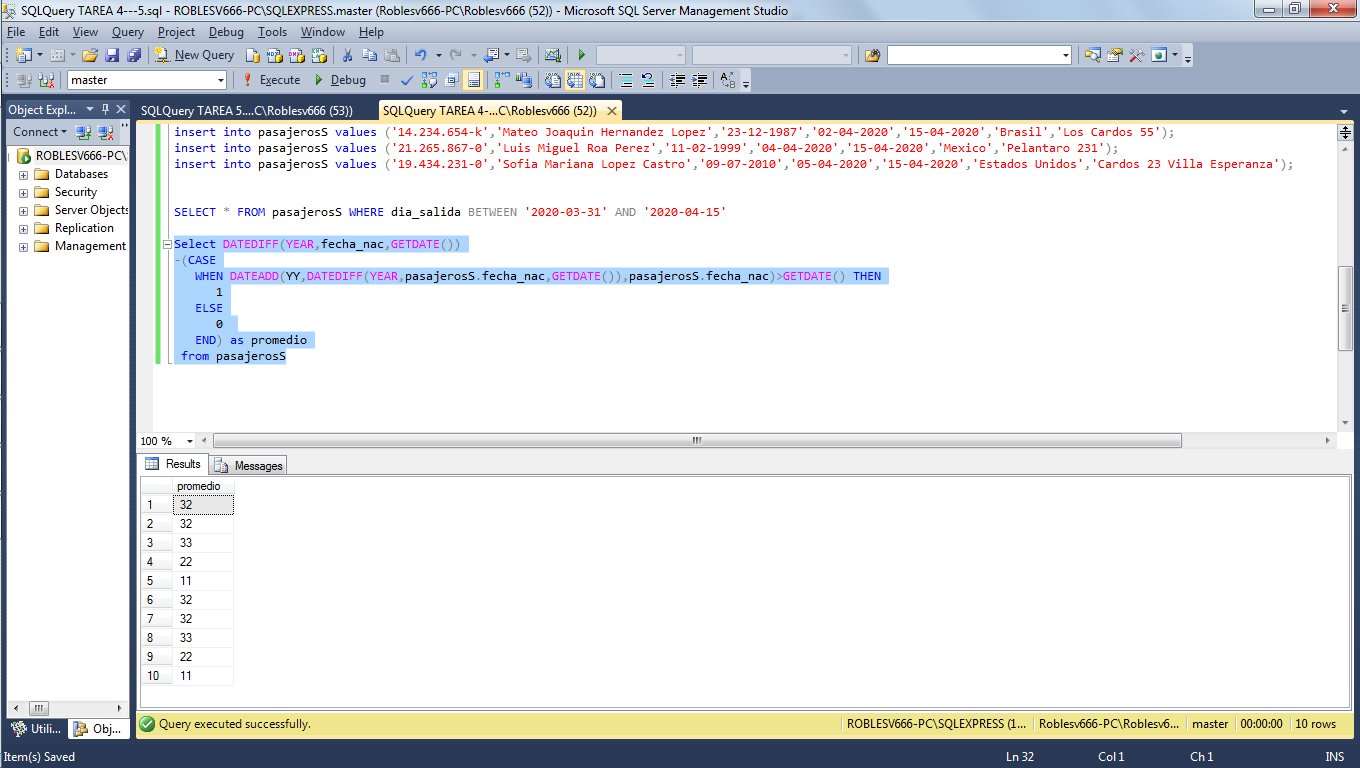 SQLQuery TAREA 4---5.sql - ROBLESV666-PC\SQLEXPRESS.master (Roblesv666-PC\Roblesv666 (52)) - Microsoft SQL Server Management Studio
File Edit View Query Project Debug Tools Window Help
New Query
master Execute Debug
Object Expl...
SQLQuery TAREA 5....C\Roblesv666 (53)) SQLQuery TAREA 4-...C\Roblesv666 (52))
Connect
ROBLESV666-PC\
Databases
Security
Server Objects
Replication
Management
insert into pasajerosS values ('14.234.654-k','Mateo Joaquin Hernandez Lopez','23-12-1987','02-04-2020','15-04-2020','Brasil','Los Cardos 55');
insert into pasajerosS values ('21.265.867-0','Luis Miguel Roa Perez','11-02-1999','04-04-2020','15-04-2020','Mexico','Pelantaro 231');
insert into pasajerosS values ('19.434.231-0','Sofia Mariana Lopez Castro','09-07-2010','05-04-2020','15-04-2020','Estados Unidos','Cardos 23 Villa Esperanza');
SELECT * FROM pasajerosS WHERE dia_salida BETWEEN '2020-03-31' AND '2020-04-15'
Select DATEDIFF(YEAR,fecha_nac,GETDATE())
-(CASE
WHEN DATEADD(YY,DATEDIFF(YEAR,pasajerosS.fecha_nac,GETDATE()),pasajerosS.fecha_nac)>GETDATE() THEN
1
ELSE
0
END) as promedio
from pasajerosS
100 %
Results Messages
promedio
1 32
2 32
3 33
4 22
5 11
6 32
7 32
8 33
9 22
10 11
Utili... Obj...
Query executed successfully. ROBLESV666-PC\SQLEXPRESS (1... Roblesv666-PC\Roblesv6... master 00:00:00 10 rows
Item(s) Saved Ln 32 Col 1 Ch 1 INS